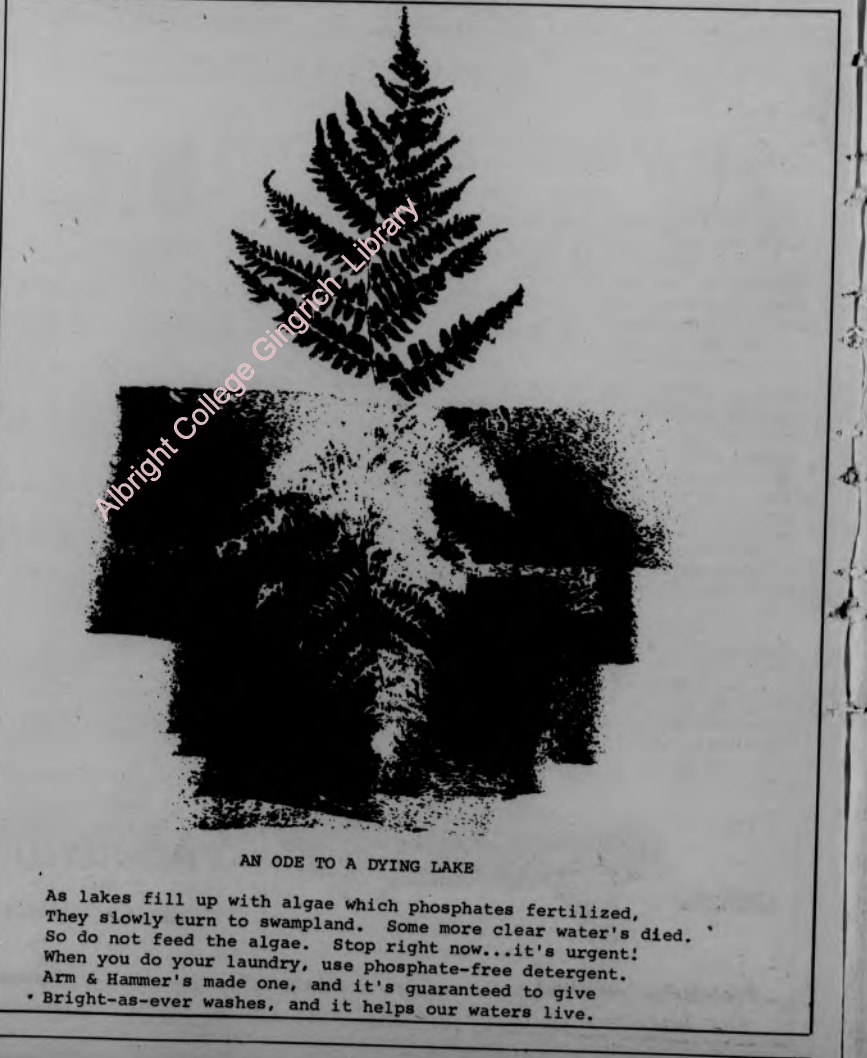 Albright College Gingrich Library
AN ODE TO A DYING LAKE
As lakes fill up with algae which phosphates fertilized,
They slowly turn to swampland. Some more clear water's died.
So do not feed the algae. Stop right now...it's urgent!
When you do your laundry, use phosphate-free detergent.
Arm & Hammer's made one, and it's guaranteed to give
Bright-as-ever washes, and it helps our waters live.